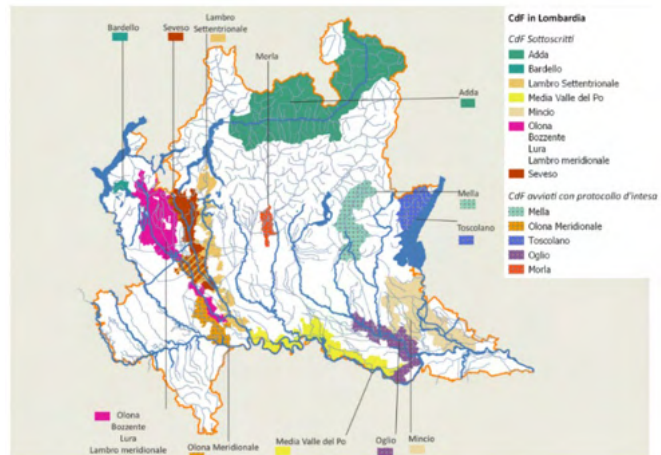 Lambro
Settentrionale
Bardello
Seveso
Morla
Adda
Mella
Toscolano
Olona
Bozzente
Lura
Lambro meridionale
Olona Meridionale
Media Valle del Po
Oglio
Mincio
CdF in Lombardia
CdF Sottoscritti
Adda
Bardello
Lambro Settentrionale
Media Valle del Po
Mincio
Olona
Bozzente
Lura
Lambro meridionale
Seveso
CdF avviati con protocollo d'intesa
Mella
Olona Meridionale
Toscolano
Oglio
Morla